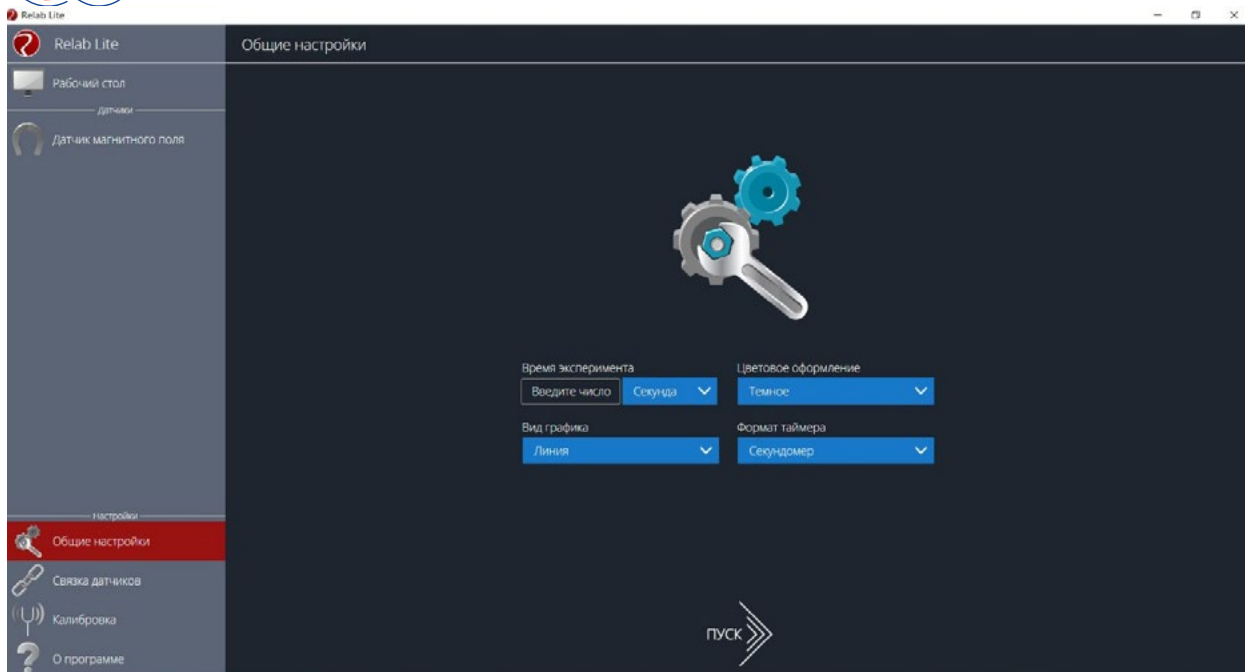 Relab Lite
Relab Lite
Общие настройки
Рабочий стол
Датчики
Датчик магнитного поля
Время эксперимента
Цветовое оформление
Введите число
Секунда
Темное
Вид графика
Формат таймера
Линия
Секундомер
Настройки
Общие настройки
Связка датчиков
Калибровка
О программе
ПУСК